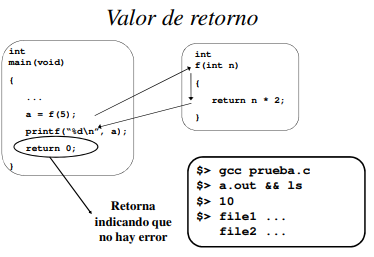 Valor de retorno
int
main(void)
{
...
a = f(5);
printf("%d\n", a);
return 0;
}
int
f(int n)
{
return n * 2;
}
Retorna
indicando que
no hay error
$> gcc prueba.c
$> a.out && ls
$> 10
$> file1 ...
file2 ...